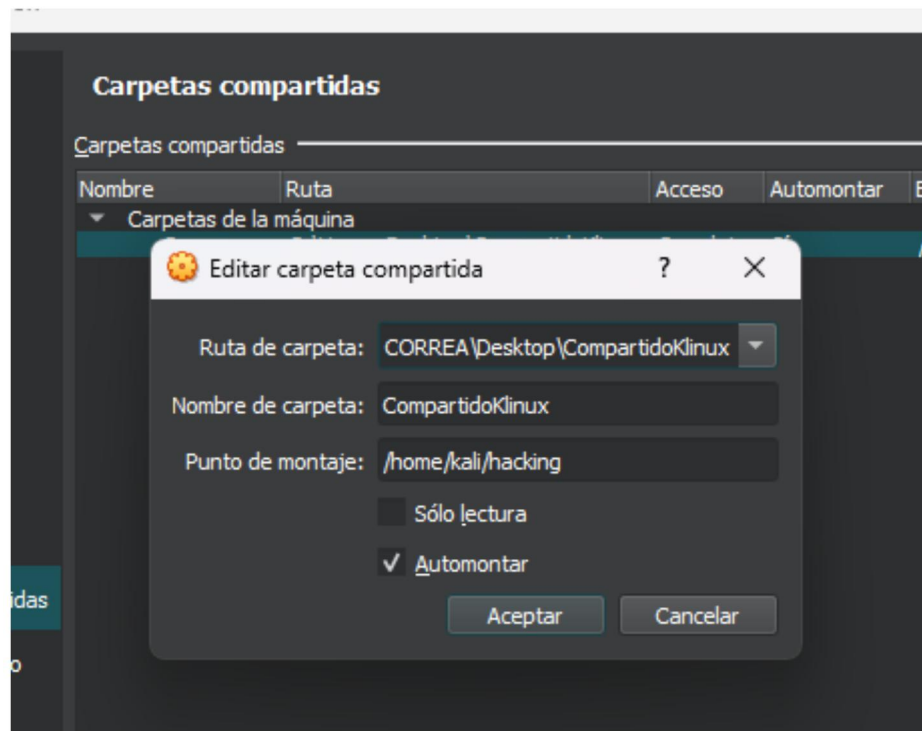 Carpetas compartidas
Carpetas compartidas
Nombre Ruta Acceso Automontar
Carpetas de la máquina
Editar carpeta compartida ? X
Ruta de carpeta: CORREA\Desktop\CompartidoKlinux
Nombre de carpeta: CompartidoKlinux
Punto de montaje: /home/kali/hacking
Sólo lectura
Automontar
idas
Aceptar Cancelar
o